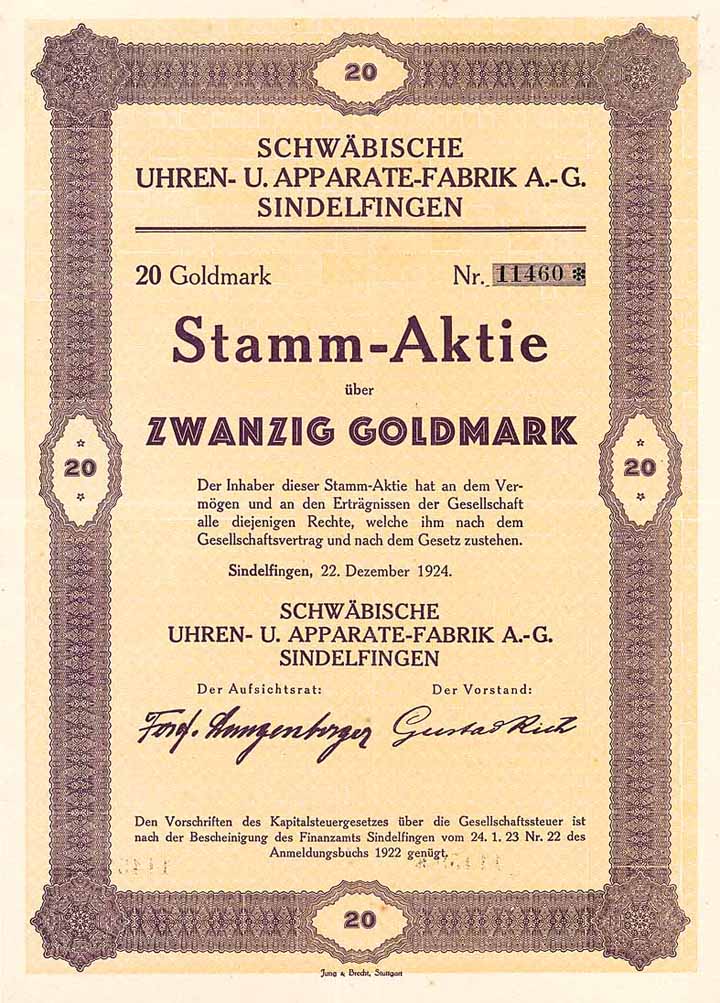 20
SCHWÄBISCHE
UHREN- U. APPARATE-FABRIK A.-G.
SINDELFINGEN
20 Goldmark Nr. 11460 *
Stamm-Aktie
über
ZWANZIG GOLDMARK
20 20
Der Inhaber dieser Stamm-Aktie hat an dem Ver-
mögen und an den Erträgnissen der Gesellschaft
alle diejenigen Rechte, welche ihm nach dem
Gesellschaftsvertrag und nach dem Gesetz zustehen.
Sindelfingen, 22. Dezember 1924.
SCHWÄBISCHE
UHREN- U. APPARATE-FABRIK A.-G.
SINDELFINGEN
Der Aufsichtsrat: Der Vorstand:
Gustav
Den Vorschriften des Kapitalsteuergesetzes über die Gesellschaftssteuer ist
nach der Bescheinigung des Finanzamts Sindelfingen vom 24. 1. 23 Nr. 22 des
Anmeldungsbuchs 1922 genügt.
20
Jung & Brecht, Stuttgart